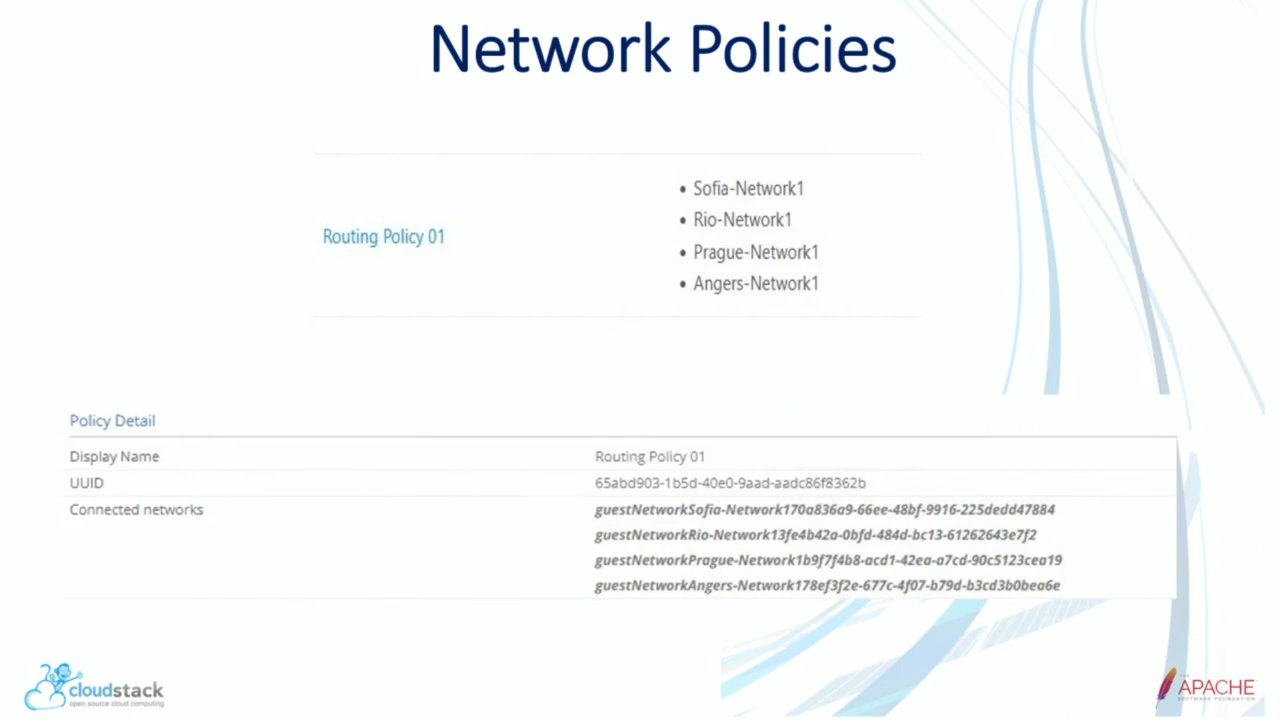 Network Policies
Routing Policy 01
• Sofia-Network1
• Rio-Network1
• Prague-Network1
• Angers-Network1
Policy Detail
Display Name Routing Policy 01
UUID 65abd903-1b5d-40e0-9aad-aadc86f8362b
Connected networks guestNetworkSofia-Network170a836a9-66ee-48bf-9916-225dedd47884
guestNetworkRio-Network13fe4b42a-0bfd-484d-bc13-61262643e7f2
guestNetworkPrague-Network1b9f7f4b8-acd1-42ea-a7cd-90c5123cea19
guestNetworkAngers-Network178ef3f2e-677c-4f07-b79d-b3cd3b0bea6e
cloudstack
open source cloud computing
THE
APACHE
SOFTWARE FOUNDATION